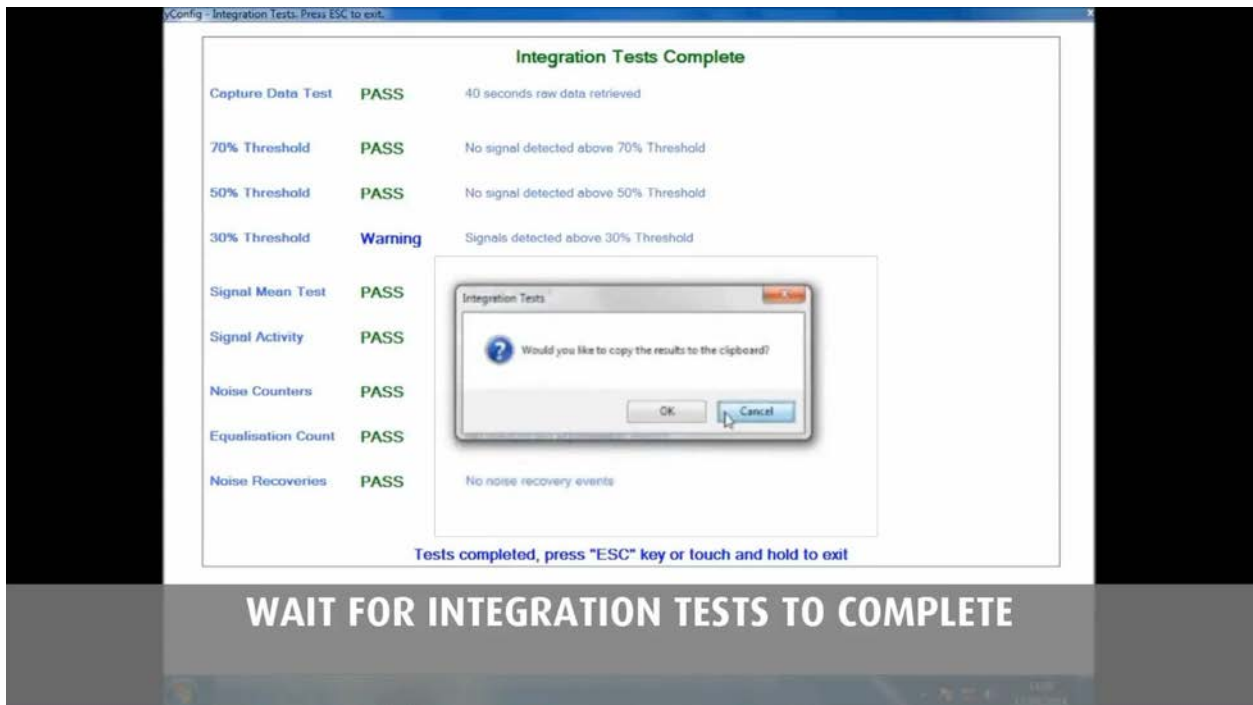 yConfig - Integration Tests. Press ESC to exit.
Integration Tests Complete
Capture Data Test PASS 40 seconds raw data retrieved
70% Threshold PASS No signal detected above 70% Threshold
50% Threshold PASS No signal detected above 50% Threshold
30% Threshold Warning Signals detected above 30% Threshold
Signal Mean Test PASS
Integration Tests
Signal Activity PASS
Would you like to copy the results to the clipboard?
Noise Counters PASS
OK Cancel
Equalisation Count PASS
Noise Recoveries PASS No noise recovery events
Tests completed, press "ESC" key or touch and hold to exit
WAIT FOR INTEGRATION TESTS TO COMPLETE